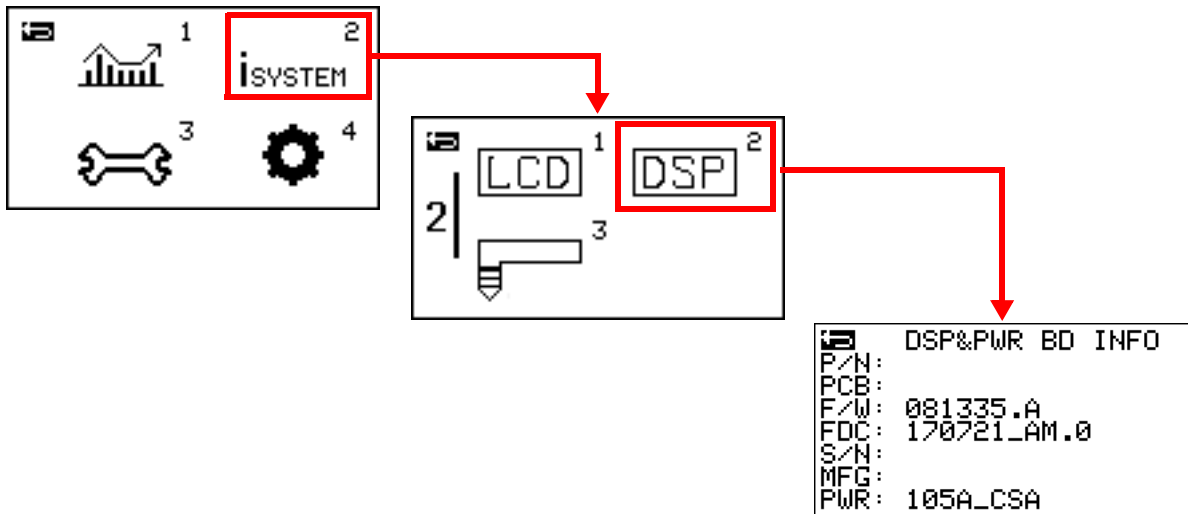 1
2
iSYSTEM
3
4
1
2
LCD
DSP
2
3
DSP&PWR BD INFO
P/N:
PCB:
F/W: 081335.A
FDC: 170721_AM.0
S/N:
MFG:
PWR: 105A_CSA